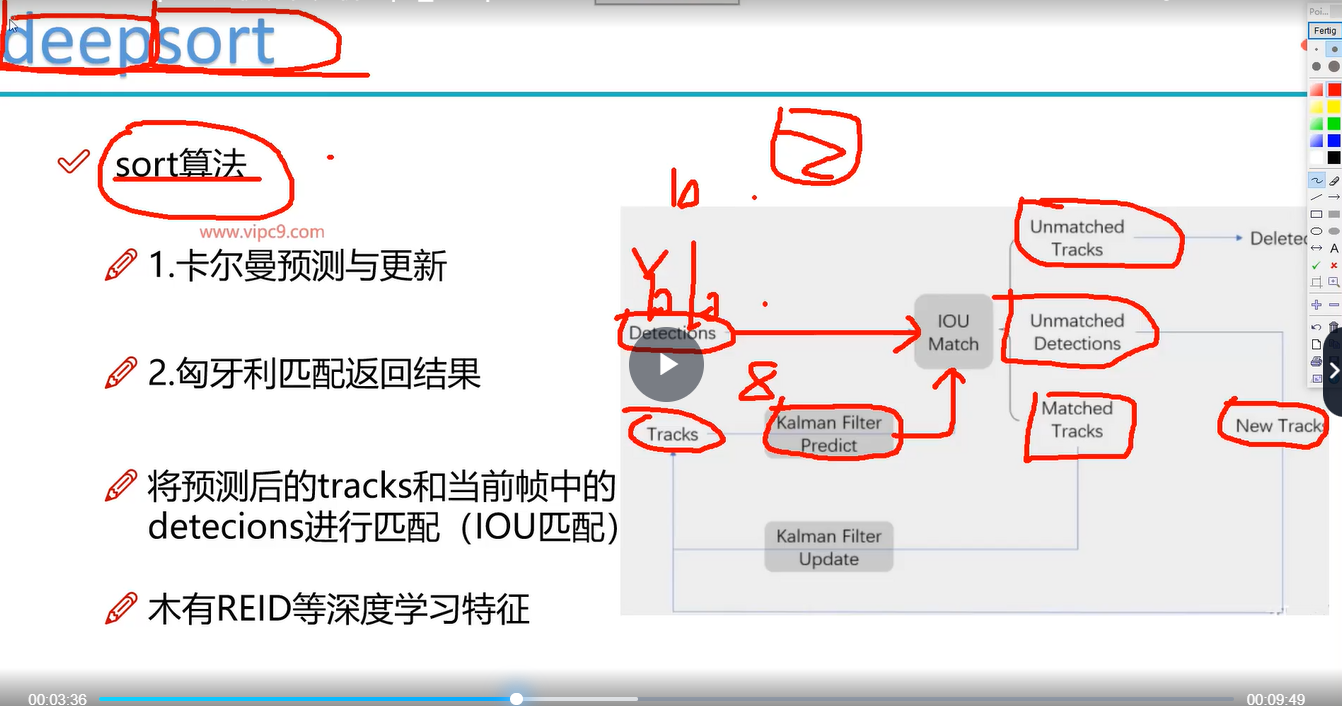 Poi...
deepsort
Fertig
sort算法
www.vipc9.com
1.卡尔曼预测与更新
2.匈牙利匹配返回结果
将预测后的tracks和当前帧中的
detecions进行匹配（IOU匹配）
木有REID等深度学习特征
2
10
Unmatched
Tracks
Deleted
Detections
IOU
Match
Unmatched
Detections
8
Tracks
Kalman Filter
Predict
Matched
Tracks
New Track
Kalman Filter
Update
A
00:03:36
00:09:49